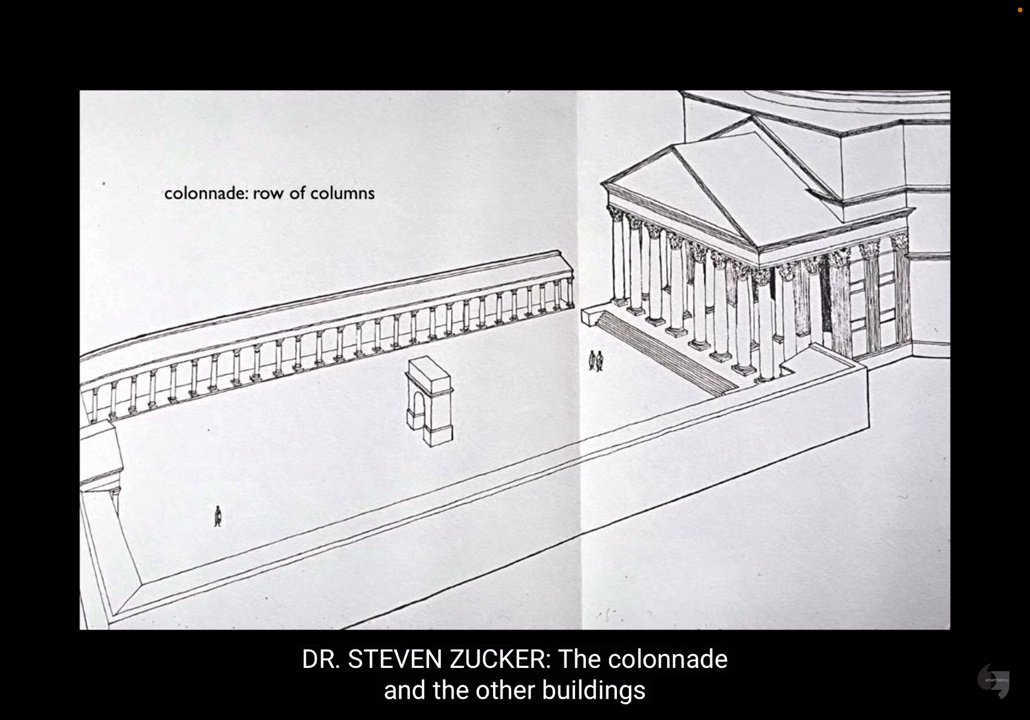 colonnade: row of columns
DR. STEVEN ZUCKER: The colonnade
and the other buildings